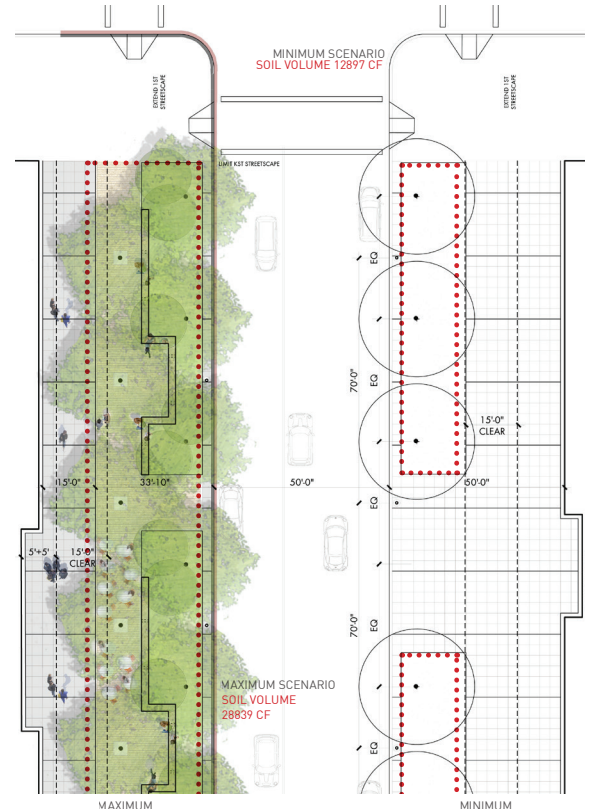 MINIMUM SCENARIO
SOIL VOLUME 12897 CF
EXTEND 1ST
STREETSCAPE
EXTEND 1ST
STREETSCAPE
LIMIT KST STREETSCAPE
EQ
70'-0"
EQ
15'-0"
CLEAR
15'-0"
33'-10"
50'-0"
50'-0"
EQ
5'+5'
15'-0"
CLEAR
70'-0"
EQ
MAXIMUM SCENARIO
SOIL VOLUME
28839 CF
EQ
MAXIMUM
MINIMUM